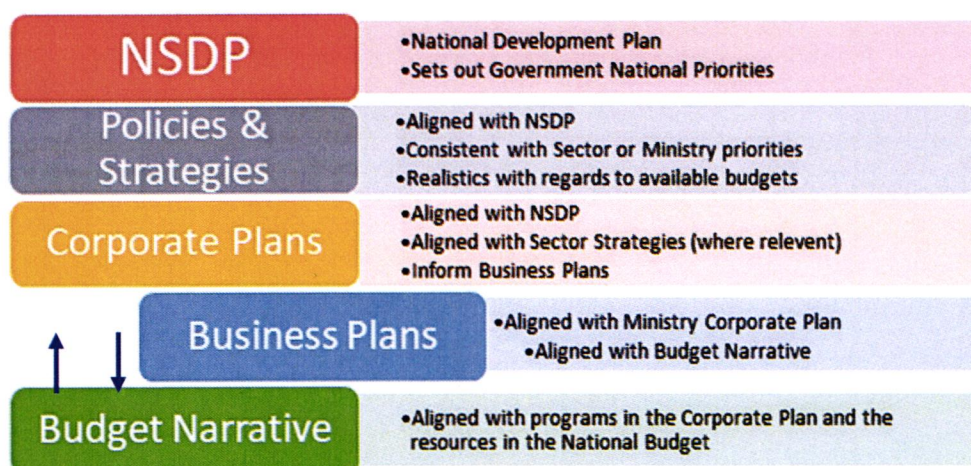 NSDP
•National Development Plan
•Sets out Government National Priorities
Policies &
Strategies
•Aligned with NSDP
•Consistent with Sector or Ministry priorities
•Realistics with regards to available budgets
Corporate Plans
•Aligned with NSDP
•Aligned with Sector Strategies (where relevent)
•Inform Business Plans
Business Plans
•Aligned with Ministry Corporate Plan
•Aligned with Budget Narrative
Budget Narrative
•Aligned with programs in the Corporate Plan and the
resources in the National Budget